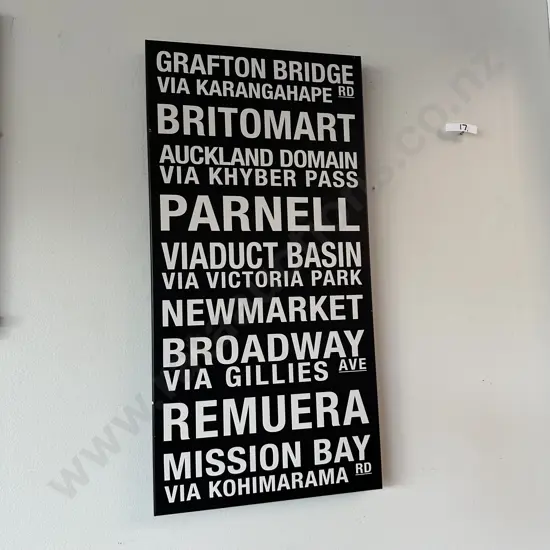 GRAFTON BRIDGE
VIA KARANGAHAPE RD
BRITOMART
AUCKLAND DOMAIN
VIA KHYBER PASS
PARNELL
VIADUCT BASIN
VIA VICTORIA PARK
NEWMARKET
BROADWAY
VIA GILLIES AVE
REMUERA
MISSION BAY
VIA KOHIMARAMA RD
17